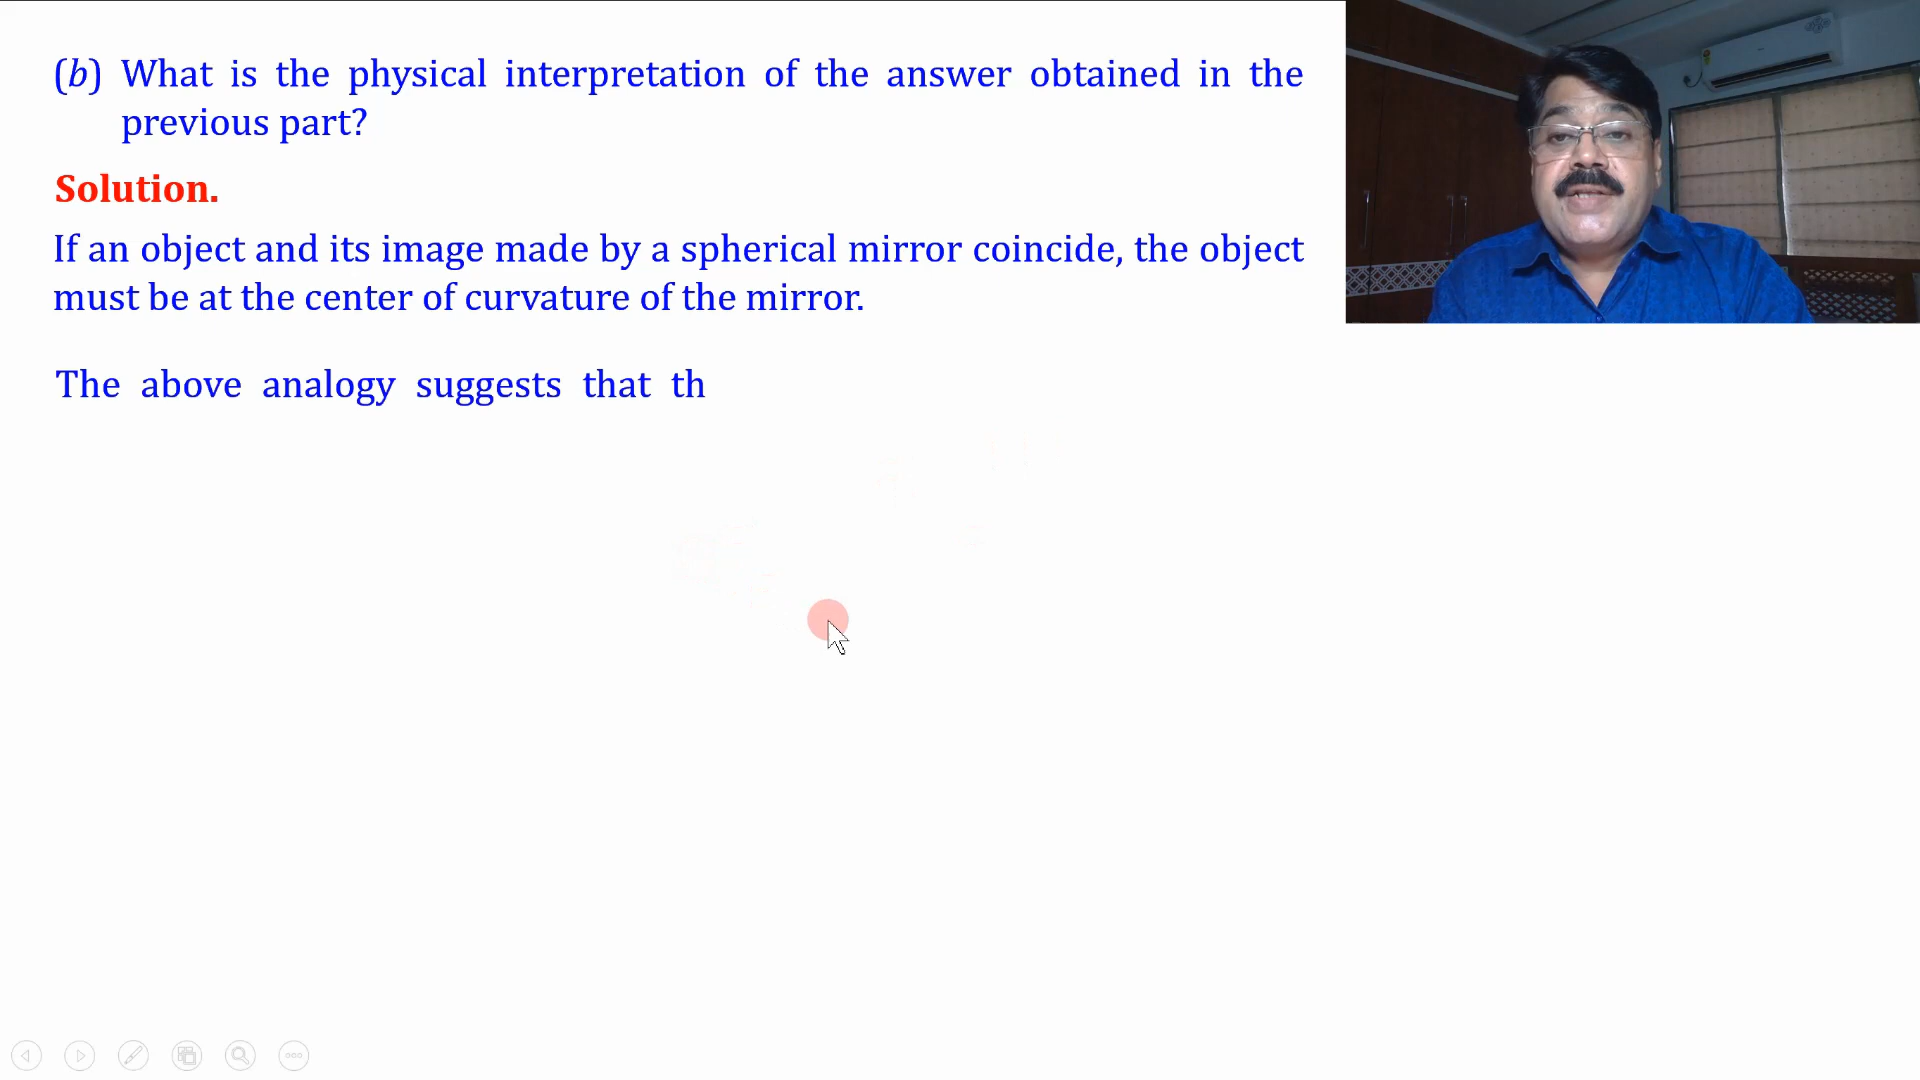 (b) What is the physical interpretation of the answer obtained in the
previous part?
Solution.
If an object and its image made by a spherical mirror coincide, the object
must be at the center of curvature of the mirror.
The above analogy suggests that th